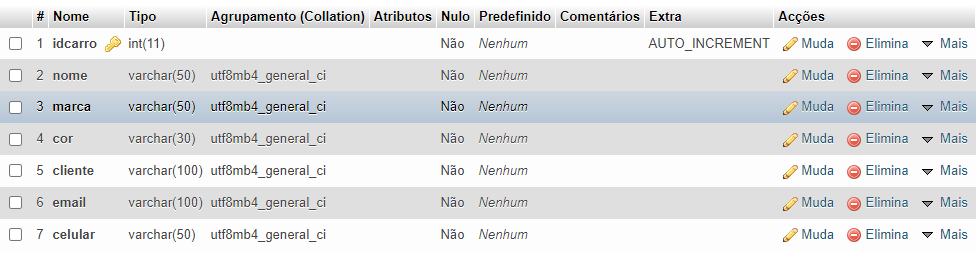 # Nome Tipo Agrupamento (Collation) Atributos Nulo Predefinido Comentários Extra Acções
1 idcarro int(11) Não Nenhum AUTO_INCREMENT Muda Elimina Mais
2 nome varchar(50) utf8mb4_general_ci Não Nenhum Muda Elimina Mais
3 marca varchar(50) utf8mb4_general_ci Não Nenhum Muda Elimina Mais
4 cor varchar(30) utf8mb4_general_ci Não Nenhum Muda Elimina Mais
5 cliente varchar(100) utf8mb4_general_ci Não Nenhum Muda Elimina Mais
6 email varchar(100) utf8mb4_general_ci Não Nenhum Muda Elimina Mais
7 celular varchar(50) utf8mb4_general_ci Não Nenhum Muda Elimina Mais